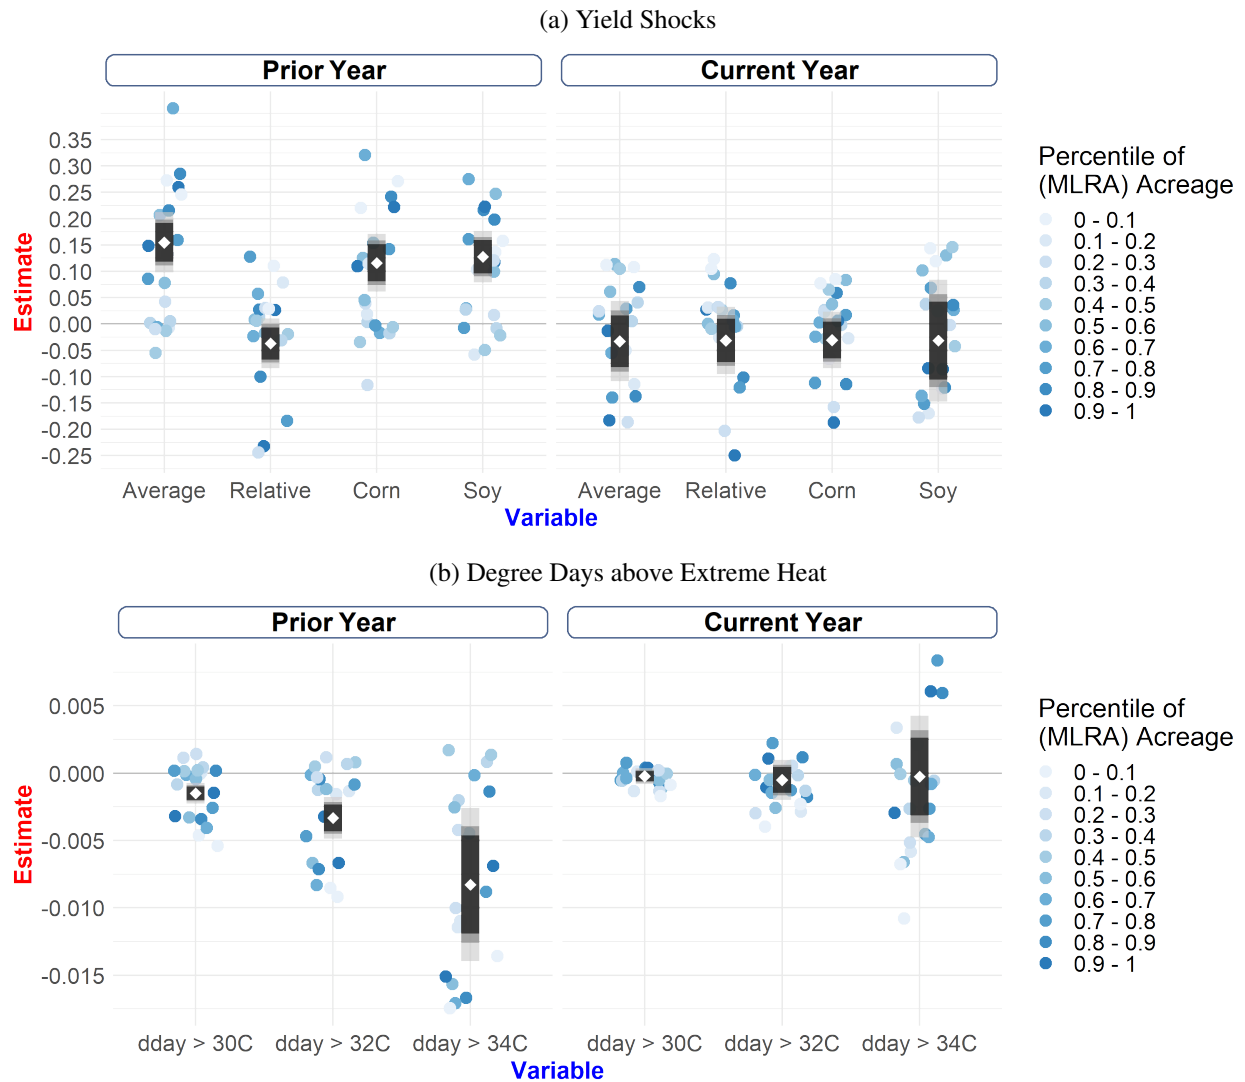 (a) Yield Shocks
Prior Year
Current Year
Estimate
0.35
0.30
0.25
0.20
0.15
0.10
0.05
0.00
-0.05
-0.10
-0.15
-0.20
-0.25
Average Relative Corn Soy
Average Relative Corn Soy
Variable
Percentile of
(MLRA) Acreage
0 - 0.1
0.1 - 0.2
0.2 - 0.3
0.3 - 0.4
0.4 - 0.5
0.5 - 0.6
0.6 - 0.7
0.7 - 0.8
0.8 - 0.9
0.9 - 1
(b) Degree Days above Extreme Heat
Prior Year
Current Year
Estimate
0.005
0.000
-0.005
-0.010
-0.015
dday > 30C dday > 32C dday > 34C
dday > 30C dday > 32C dday > 34C
Variable
Percentile of
(MLRA) Acreage
0 - 0.1
0.1 - 0.2
0.2 - 0.3
0.3 - 0.4
0.4 - 0.5
0.5 - 0.6
0.6 - 0.7
0.7 - 0.8
0.8 - 0.9
0.9 - 1